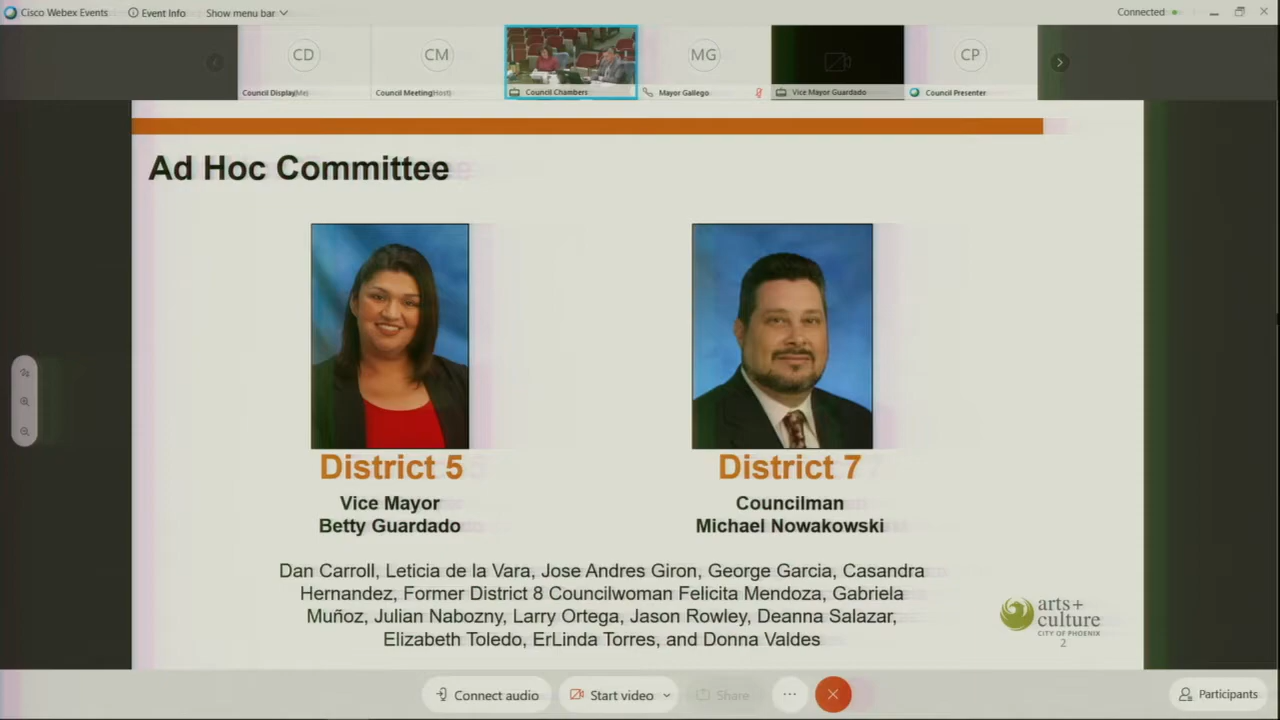 Cisco Webex Events
Event Info
Show menu bar
Connected
CD
CM
MG
CP
Council Display(Me)
Council Meeting(Host)
Council Chambers
Mayor Gallego
Vice Mayor Guardado
Council Presenter
Ad Hoc Committee
District 5
Vice Mayor
Betty Guardado
District 7
Councilman
Michael Nowakowski
Dan Carroll, Leticia de la Vara, Jose Andres Giron, George Garcia, Casandra
Hernandez, Former District 8 Councilwoman Felicita Mendoza, Gabriela
Muñoz, Julian Nabozny, Larry Ortega, Jason Rowley, Deanna Salazar,
Elizabeth Toledo, ErLinda Torres, and Donna Valdes
arts+
culture
CITY OF PHOENIX
2
Connect audio
Start video
Share
Participants